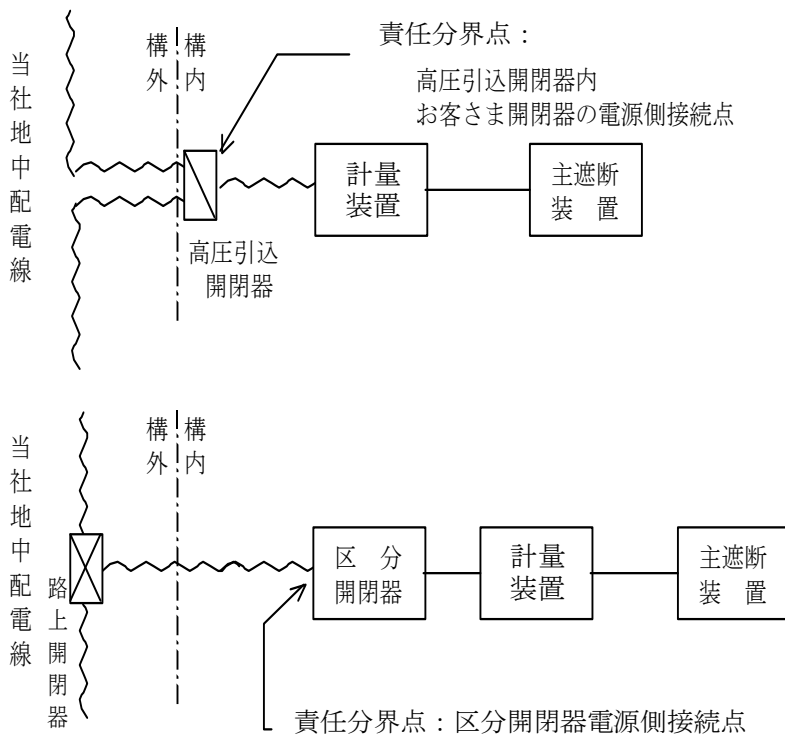 当社地中配電線
構外
構内
責任分界点：
高圧引込開閉器内
お客さま開閉器の電源側接続点
計量
装置
主遮断
装　置
高圧引込
開閉器
当社地中配電線
路上開閉器
構外
構内
区　分
開閉器
計量
装置
主遮断
装　置
責任分界点：区分開閉器電源側接続点